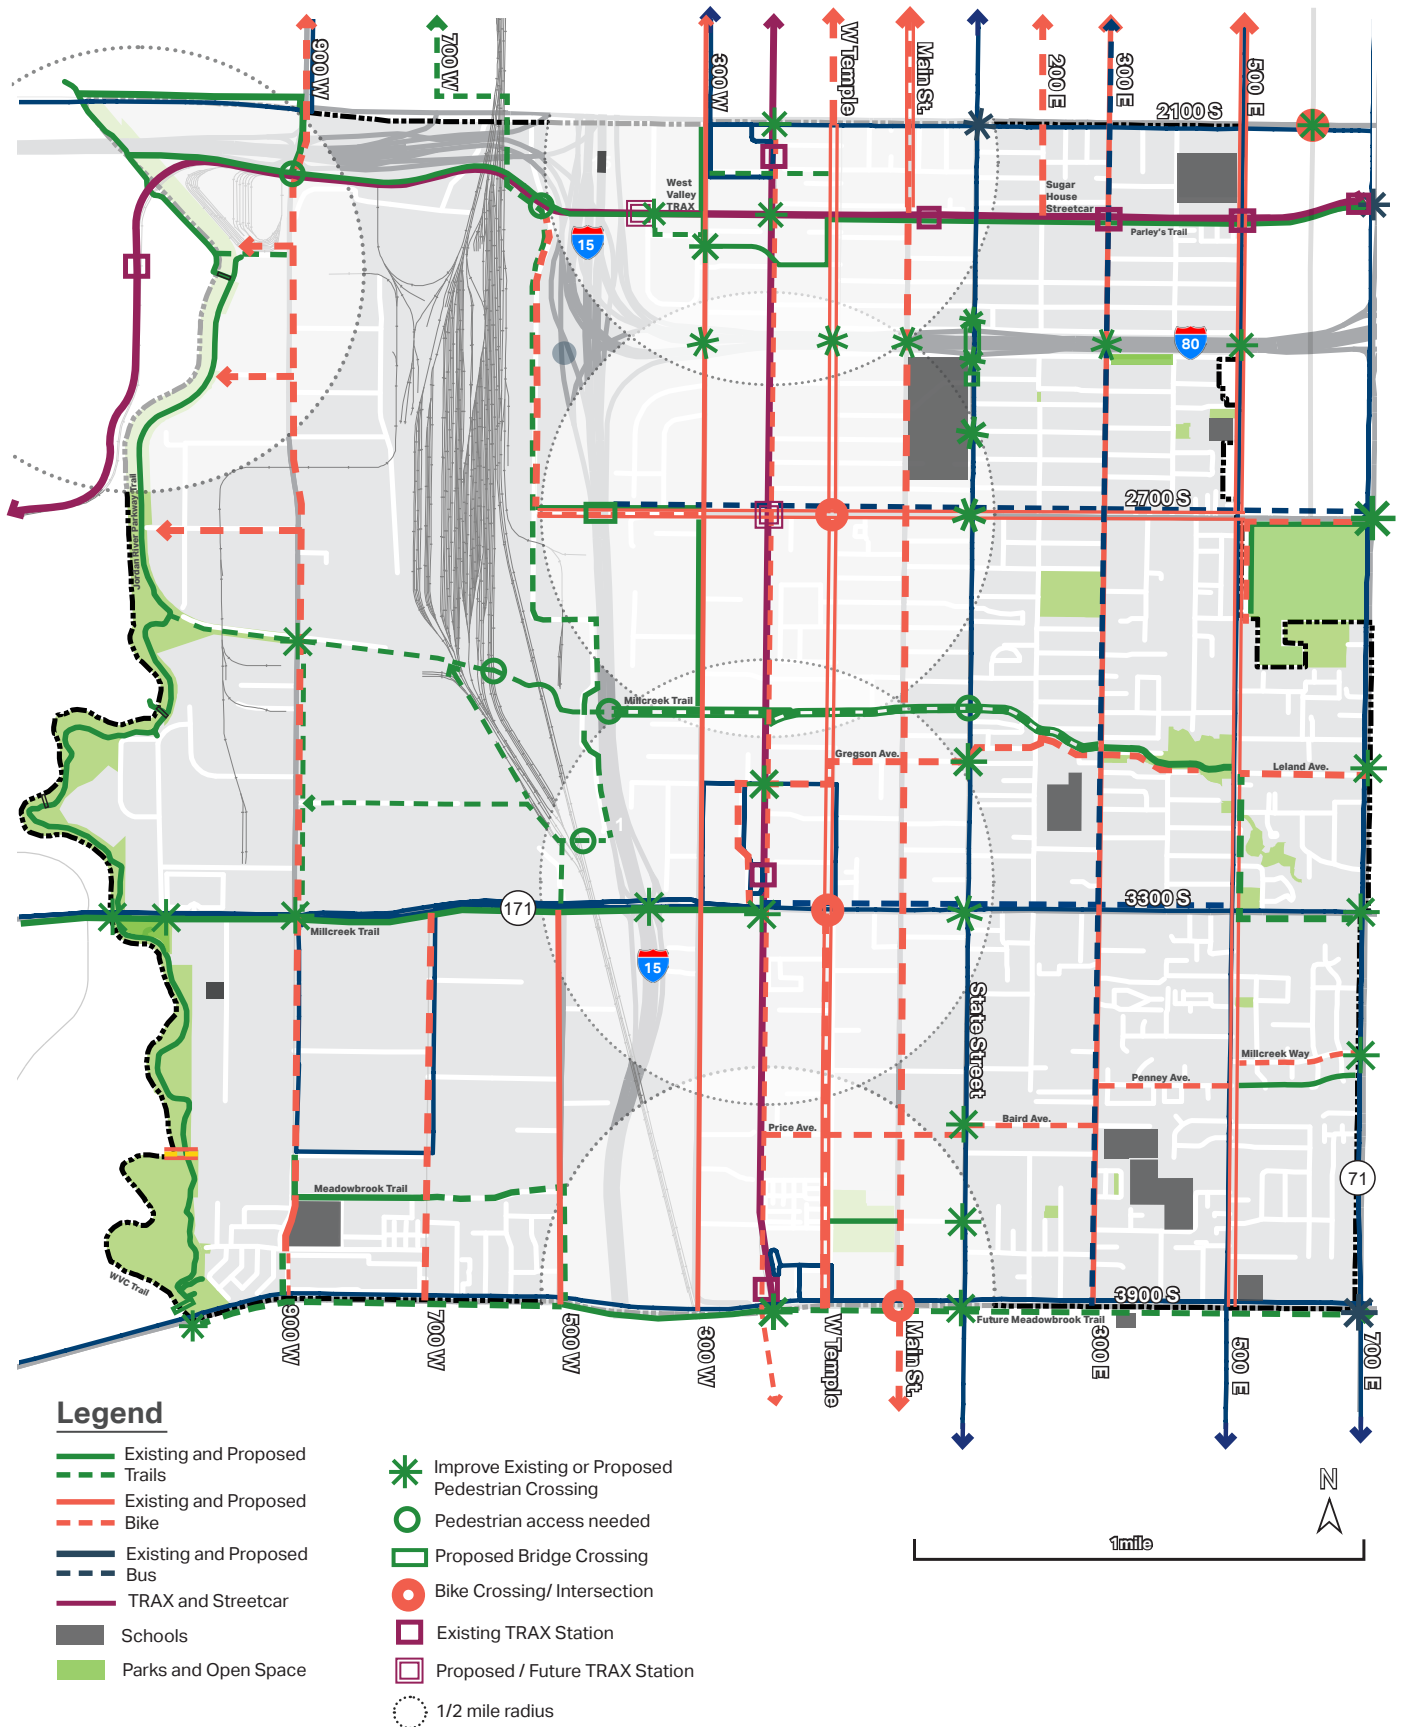 900 W
700 W
300 W
W Temple
Main St.
200 E
300 E
500 E
2100 S
West
Valley
TRAX
Sugar
House
Streetcar
Parley's Trail
15
80
2700 S
Jordan River Parkway Trail
Millcreek Trail
Gregson Ave.
Leland Ave.
1
171
3300 S
Millcreek Trail
15
State Street
Millcreek Way
Penney Ave.
Baird Ave.
Price Ave.
71
Meadowbrook Trail
WVC Trail
3900 S
Future Meadowbrook Trail
900 W
700 W
500 W
300 W
W Temple
Main St.
300 E
500 E
700 E
Legend
Existing and Proposed
Trails
Existing and Proposed
Bike
Existing and Proposed
Bus
TRAX and Streetcar
Schools
Parks and Open Space
Improve Existing or Proposed
Pedestrian Crossing
Pedestrian access needed
Proposed Bridge Crossing
Bike Crossing/ Intersection
Existing TRAX Station
Proposed / Future TRAX Station
1/2 mile radius
N
1mile